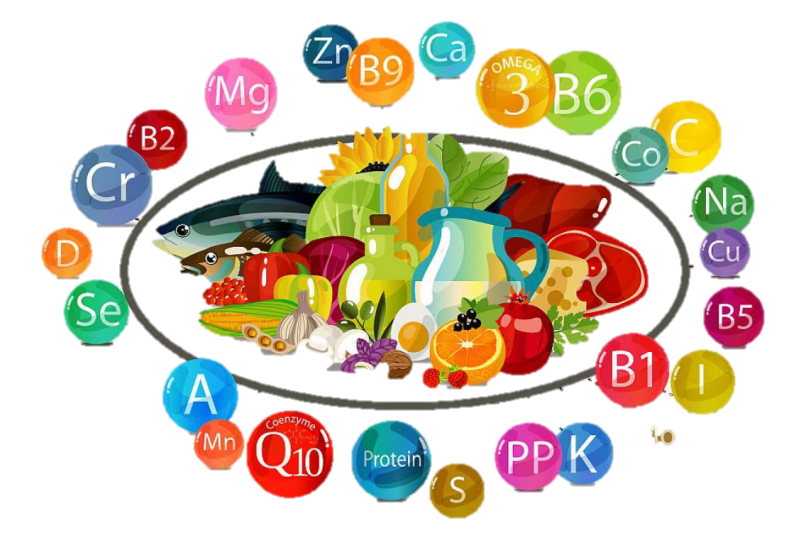 Zn
B9
Ca
OMEGA
3
B6
Mg
B2
Co
C
Cr
Na
D
Cu
Se
B5
B1
I
A
Mn
Coenzyme
Q10
Protein
S
PP
K